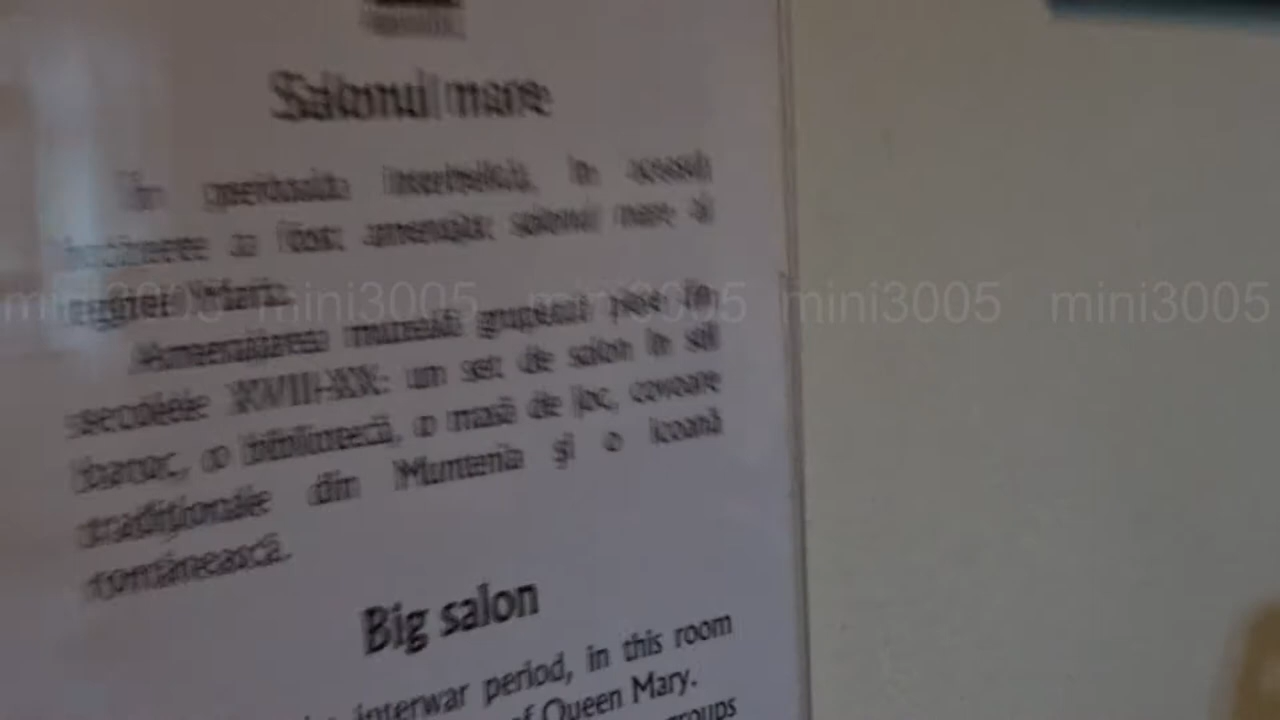 Salonul mare
În perioada interbelică, în această
încăpere a fost amenajat salonul mare al
reginei Maria.
Amenajarea muzeală grupează piese din
secolele XVIII-XX: un set de salon în stil
baroc, o bibliotecă, o masă de joc, covoare
tradiționale din Muntenia și o icoană
românească.
Big salon
interwar period, in this room
of Queen Mary.
groups
mini3005 mini3005 mini3005 mini3005 mini3005